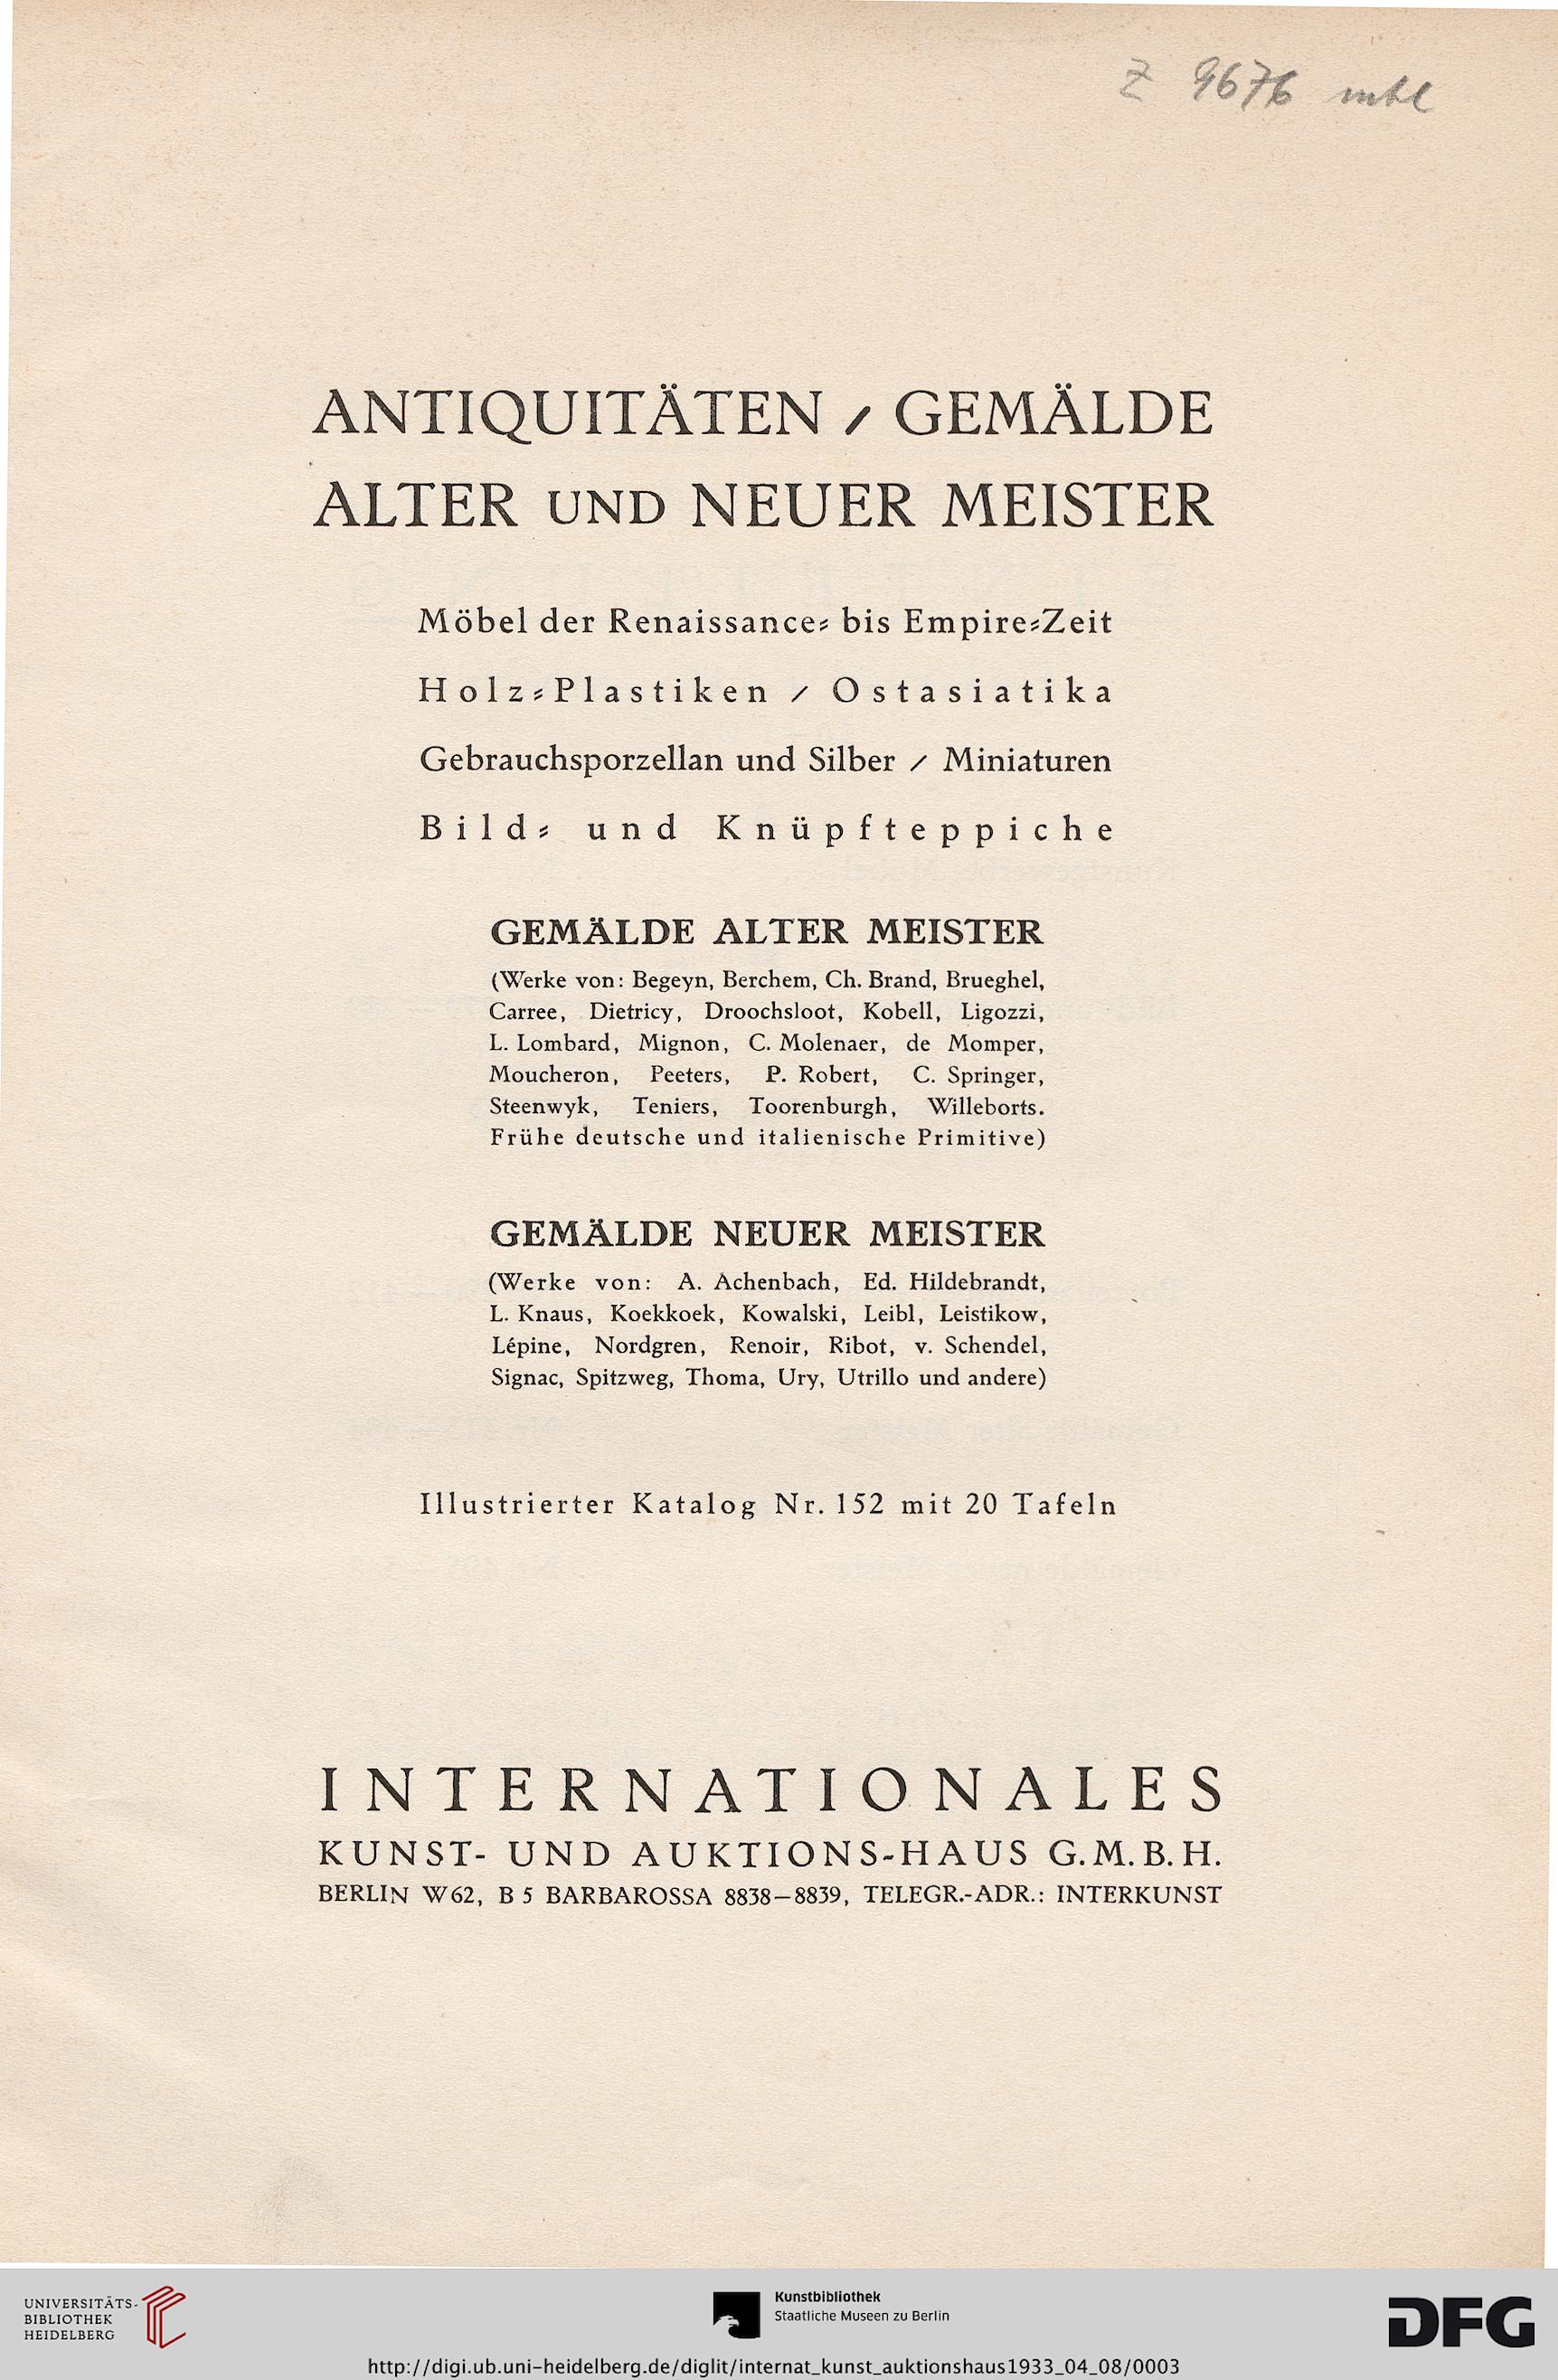 Z 9676
ANTIQUITÄTEN / GEMÄLDE
ALTER UND NEUER MEISTER
Möbel der Renaissance- bis Empire-Zeit
Holz-Plastiken / Ostasiatika
Gebrauchsporzellan und Silber / Miniaturen
Bild- und Knüpfteppiche
GEMÄLDE ALTER MEISTER
(Werke von: Begeyn, Berchem, Ch. Brand, Brueghel,
Carree, Dietricy, Droochsloot, Kobell, Ligozzi,
L. Lombard, Mignon, C. Molenaer, de Momper,
Moucheron, Peeters, P. Robert, C. Springer,
Steenwyk, Teniers, Toorenburgh, Willeborts.
Frühe deutsche und italienische Primitive)
GEMÄLDE NEUER MEISTER
(Werke von: A. Achenbach, Ed. Hildebrandt,
L. Knaus, Koekkoek, Kowalski, Leibl, Leistikow,
Lépine, Nordgren, Renoir, Ribot, v. Schendel,
Signac, Spitzweg, Thoma, Ury, Utrillo und andere)
Illustrierter Katalog Nr. 152 mit 20 Tafeln
INTERNATIONALES
KUNST- UND AUKTIONS-HAUS G.M.B.H.
BERLIN W62, B 5 BARBAROSSA 8838–8839, TELEGR.-ADR.: INTERKUNST
UNIVERSITÄTS-
BIBLIOTHEK
HEIDELBERG
Kunstbibliothek
Staatliche Museen zu Berlin
DFG
http://digi.ub.uni-heidelberg.de/diglit/internat_kunst_auktionshaus1933_04_08/0003